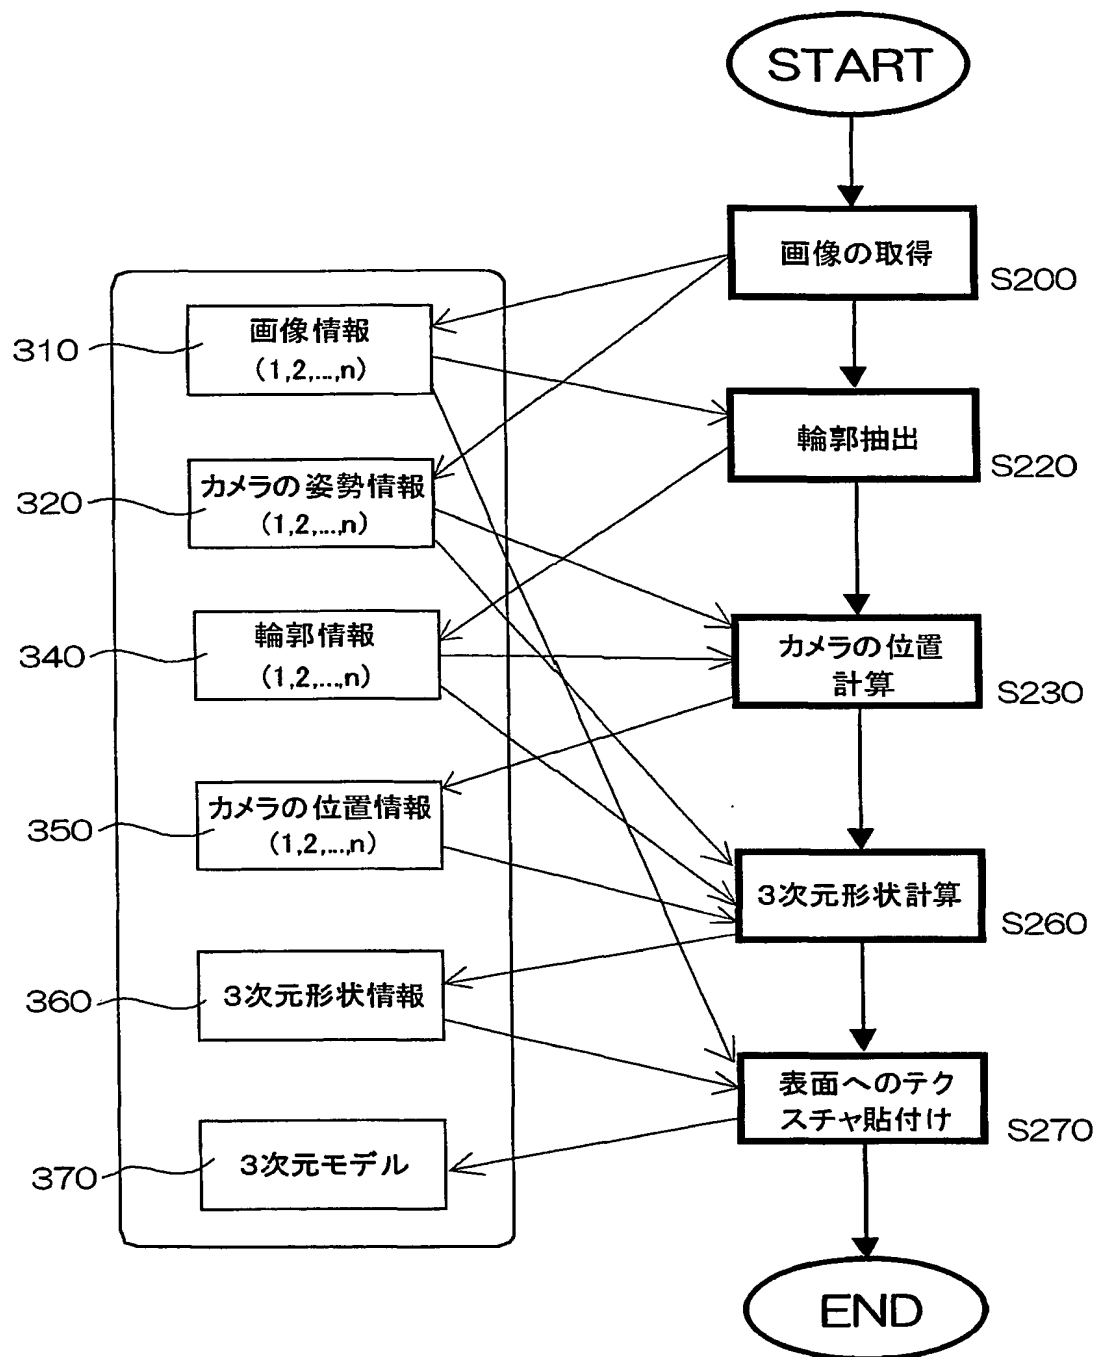 START
画像の取得
S200
画像情報
(1,2,...,n)
310
輪郭抽出
S220
カメラの姿勢情報
(1,2,...,n)
320
輪郭情報
(1,2,...,n)
340
カメラの位置
計算
S230
カメラの位置情報
(1,2,...,n)
350
3次元形状計算
S260
3次元形状情報
360
表面へのテク
スチャ貼付け
S270
3次元モデル
370
END